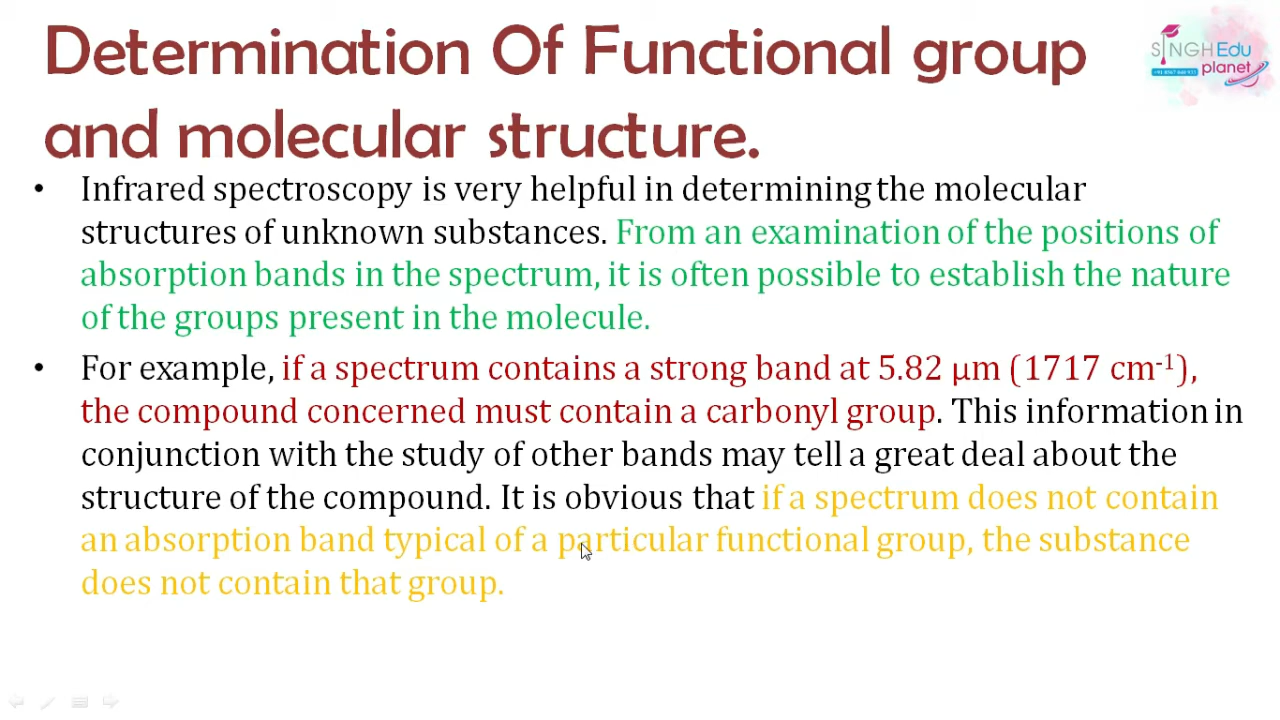 Determination Of Functional group
and molecular structure.
SINGH Edu
planet
• Infrared spectroscopy is very helpful in determining the molecular
structures of unknown substances. From an examination of the positions of
absorption bands in the spectrum, it is often possible to establish the nature
of the groups present in the molecule.
• For example, if a spectrum contains a strong band at 5.82 µm (1717 cm⁻¹),
the compound concerned must contain a carbonyl group. This information in
conjunction with the study of other bands may tell a great deal about the
structure of the compound. It is obvious that if a spectrum does not contain
an absorption band typical of a particular functional group, the substance
does not contain that group.